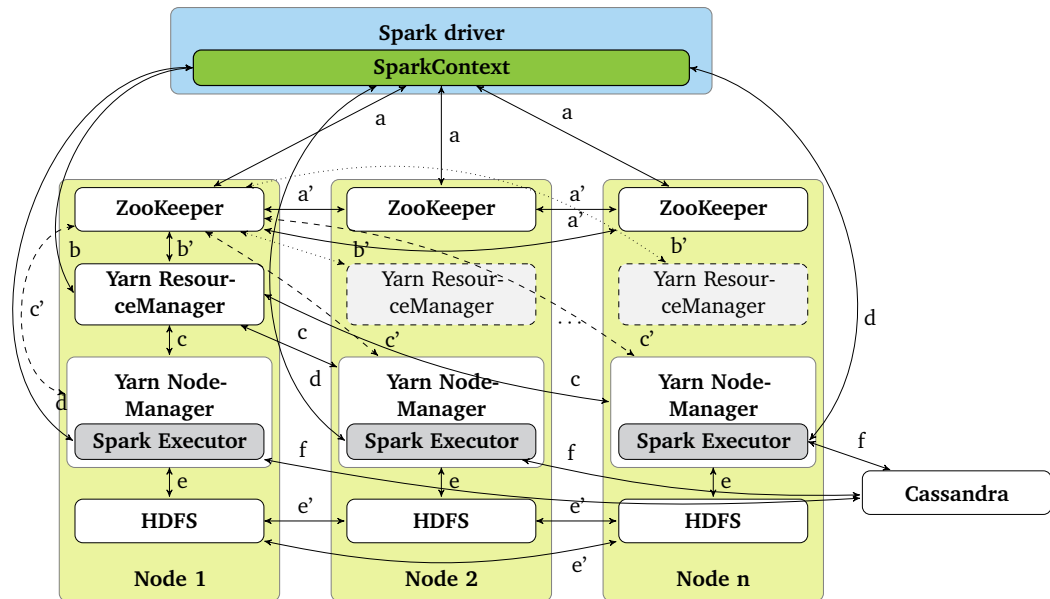 Spark driver
SparkContext
a
a
a
ZooKeeper
a'
ZooKeeper
a'
a'
ZooKeeper
b
b'
b'
b'
Yarn Resour-
ceManager
Yarn Resour-
ceManager
Yarn Resour-
ceManager
...
c'
c
c
c'
c'
d
d
d
d
c
Yarn Node-
Manager
Yarn Node-
Manager
Yarn Node-
Manager
Spark Executor
Spark Executor
Spark Executor
f
f
f
e
e
e
Cassandra
HDFS
e'
HDFS
e'
HDFS
e'
Node 1
Node 2
Node n